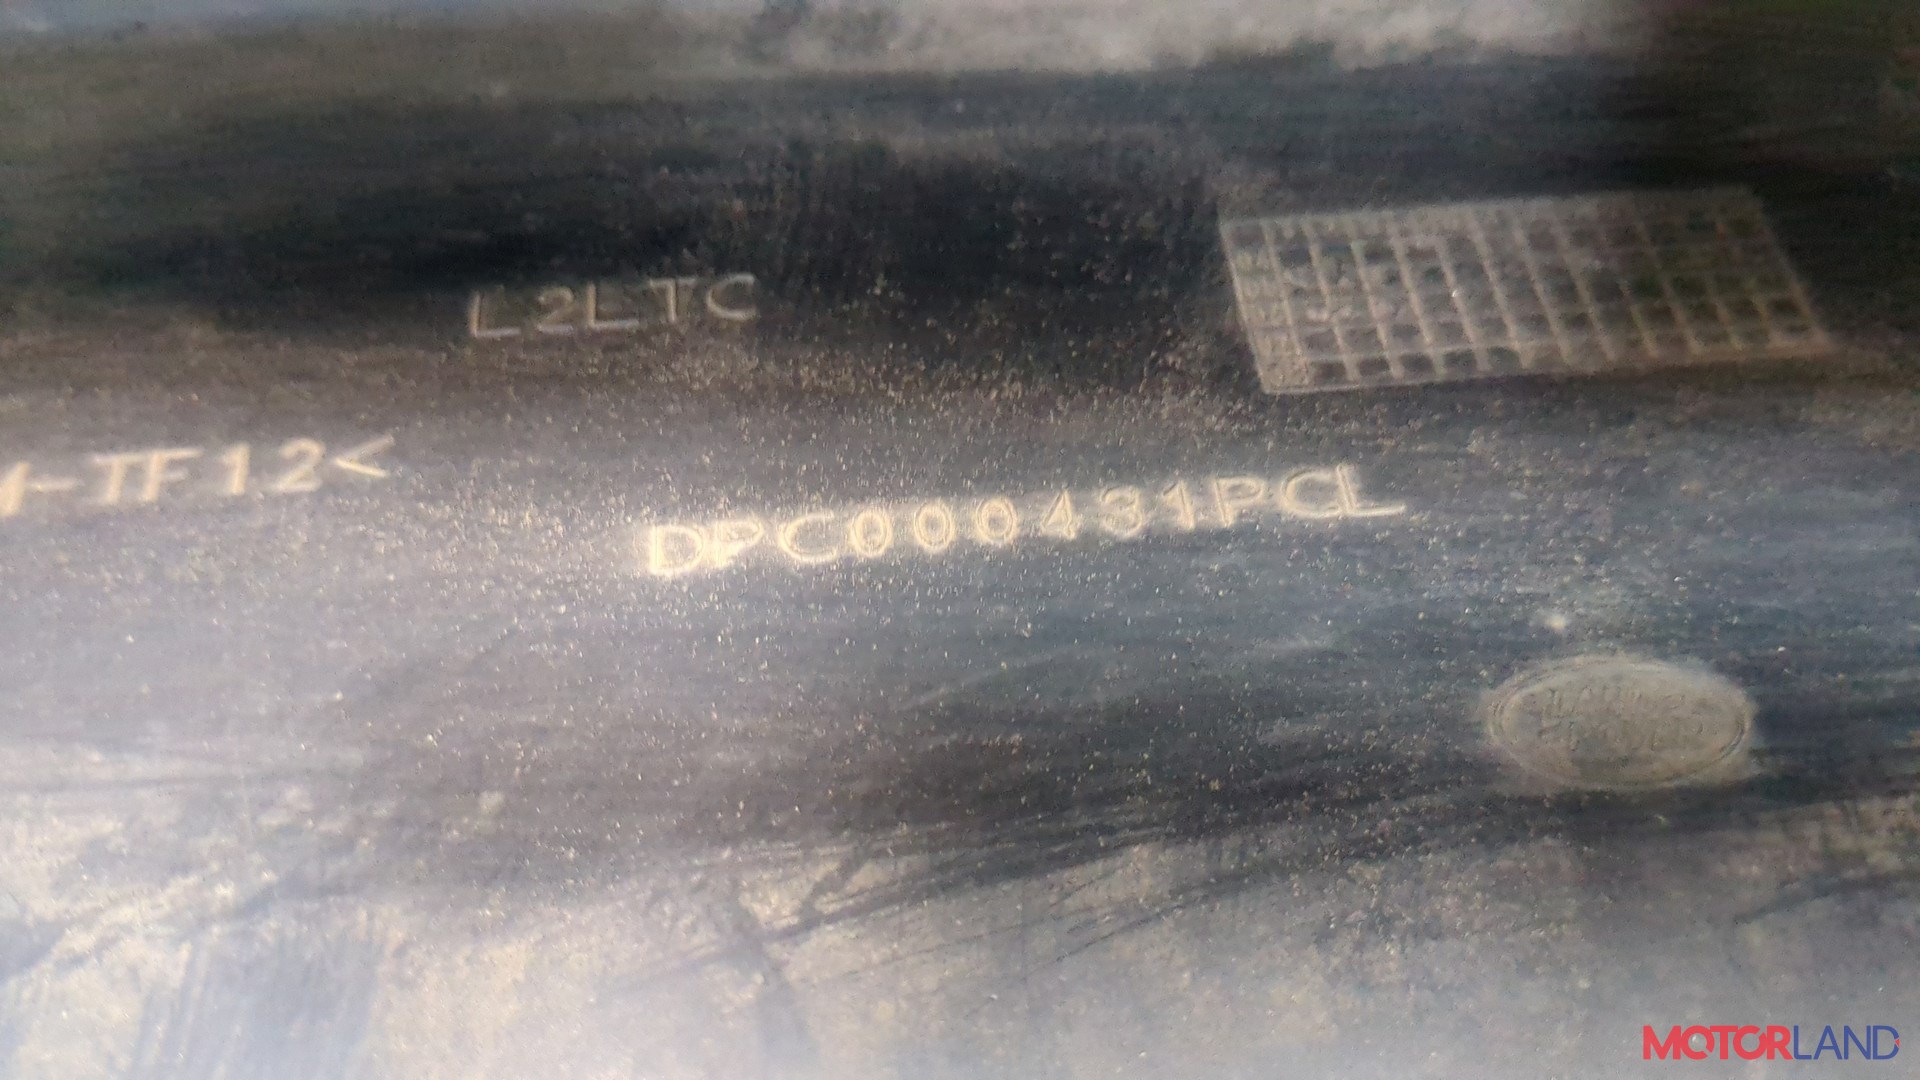 L2LTC
-TF12<
DPC000431PCL
LAND
ROVER
MOTORLAND